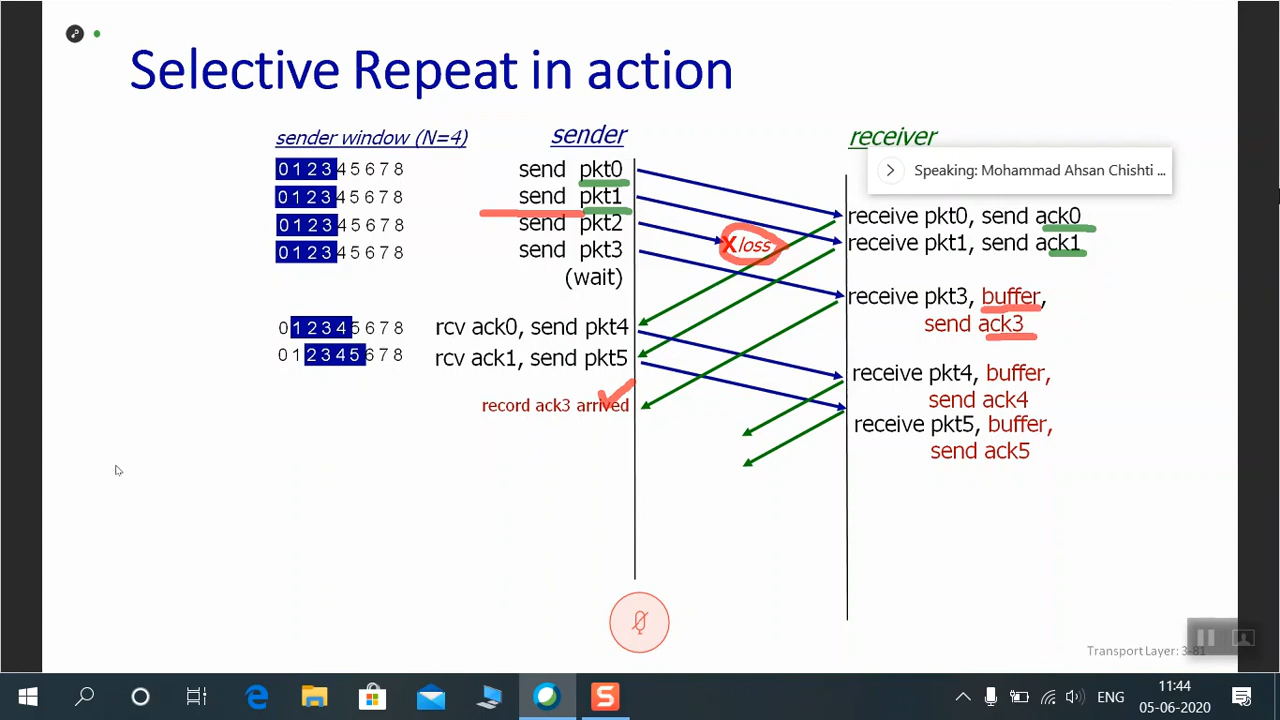 Selective Repeat in action
sender window (N=4)
sender
receiver
Speaking: Mohammad Ahsan Chishti ...
0 1 2 3 4 5 6 7 8
send pkt0
0 1 2 3 4 5 6 7 8
send pkt1
0 1 2 3 4 5 6 7 8
send pkt2
0 1 2 3 4 5 6 7 8
send pkt3
(wait)
X loss
receive pkt0, send ack0
receive pkt1, send ack1
receive pkt3, buffer,
send ack3
0 1 2 3 4 5 6 7 8
rcv ack0, send pkt4
0 1 2 3 4 5 6 7 8
rcv ack1, send pkt5
record ack3 arrived
receive pkt4, buffer,
send ack4
receive pkt5, buffer,
send ack5
Transport Layer: 3-81
S
ENG
11:44
05-06-2020